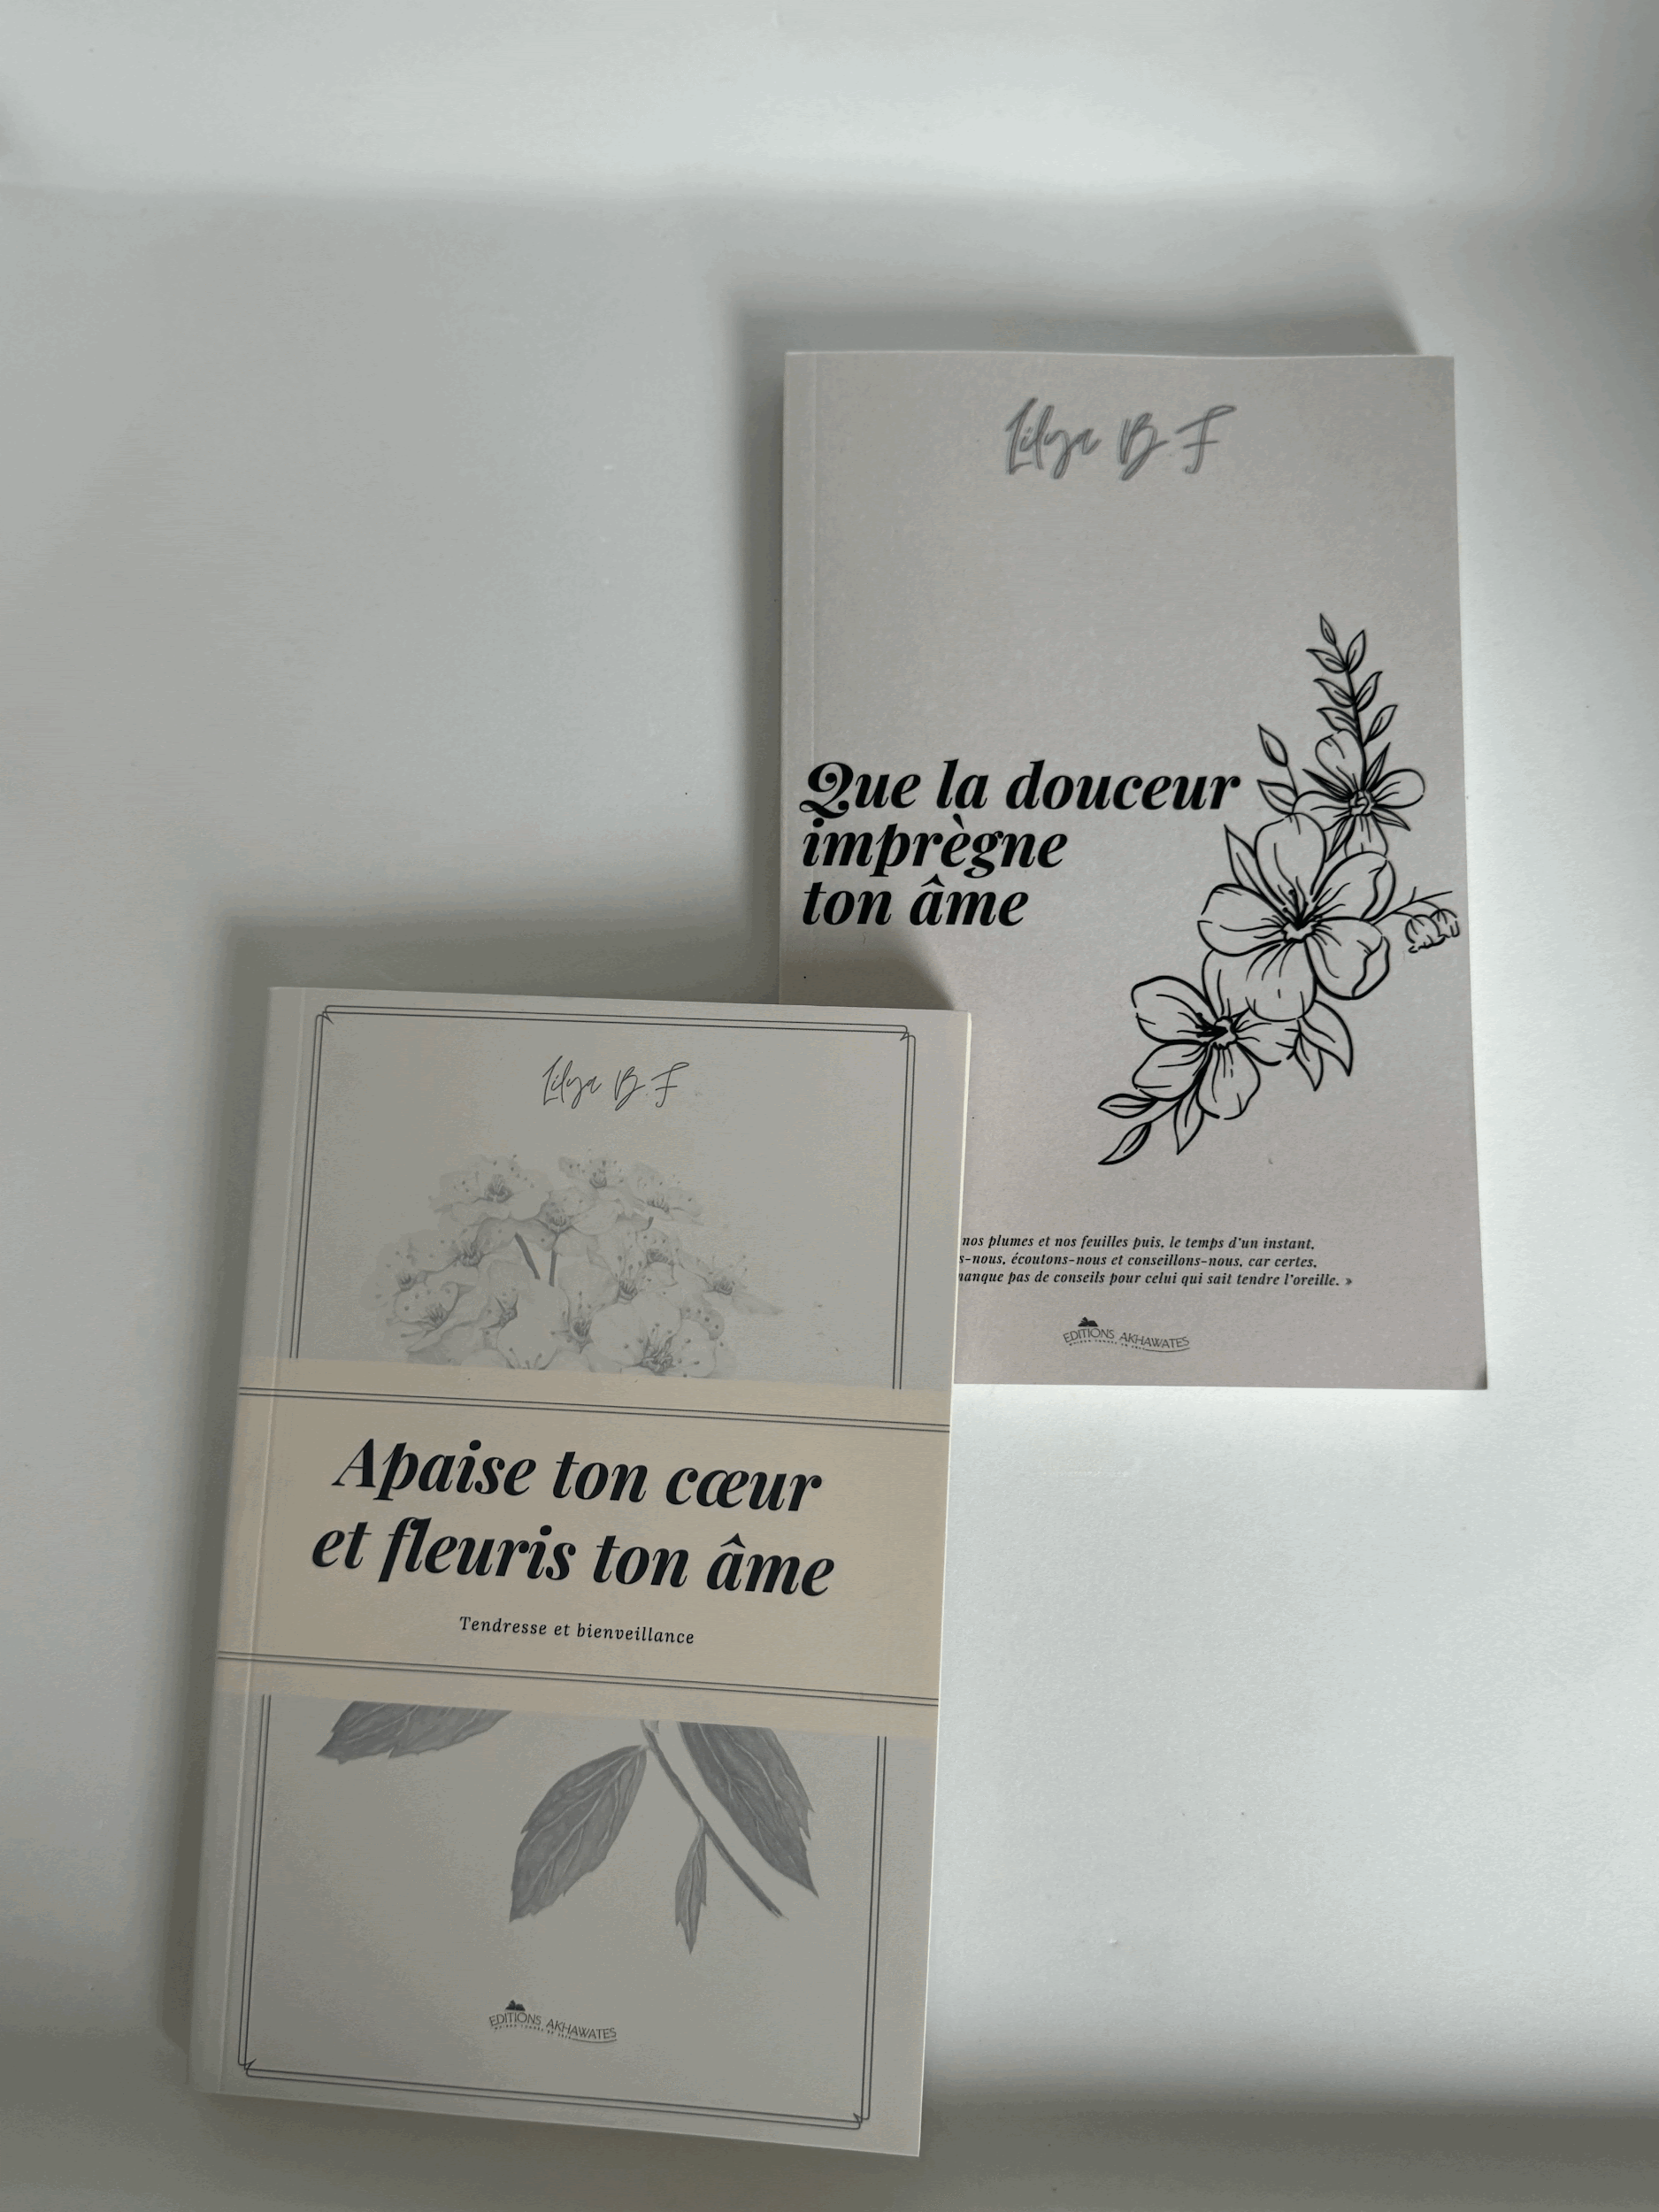 Lilya B.F
Que la douceur
imprègne
ton âme
nos plumes et nos feuilles puis, le temps d'un instant,
s-nous, écoutons-nous et conseillons-nous, car certes,
manque pas de conseils pour celui qui sait tendre l'oreille. »
EDITIONS AKHAWATES
Lilya B.F
Apaise ton cœur
et fleuris ton âme
Tendresse et bienveillance
EDITIONS AKHAWATES